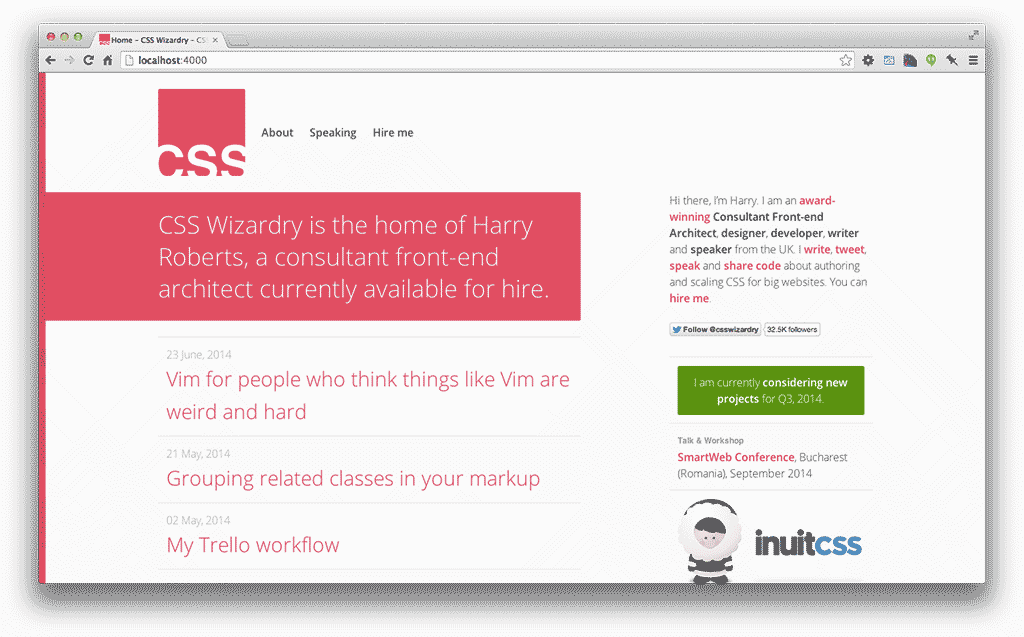 Home - CSS Wizardry - CS
localhost:4000
CSS
About Speaking Hire me
CSS Wizardry is the home of Harry
Roberts, a consultant front-end
architect currently available for hire.
23 June, 2014
Vim for people who think things like Vim are
weird and hard
21 May, 2014
Grouping related classes in your markup
02 May, 2014
My Trello workflow
Hi there, I’m Harry. I am an award-
winning Consultant Front-end
Architect, designer, developer, writer
and speaker from the UK. I write, tweet,
speak and share code about authoring
and scaling CSS for big websites. You can
hire me.
Follow @csswizardry 32.5K followers
I am currently considering new
projects for Q3, 2014.
Talk & Workshop
SmartWeb Conference, Bucharest
(Romania), September 2014
inuitcss